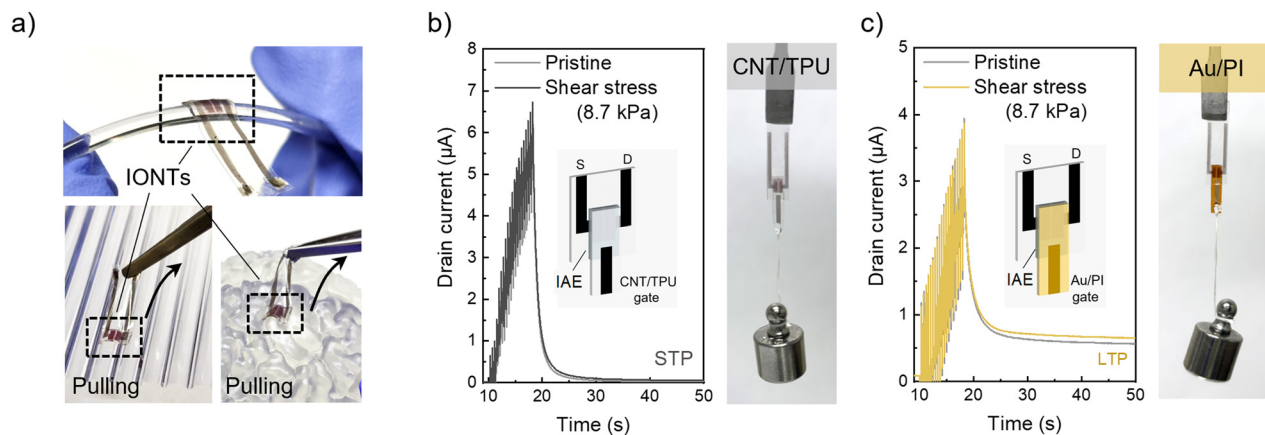 a)
IONTs
Pulling
Pulling
b)
Drain current (µA)
8
7
6
5
4
3
2
1
0
Pristine
Shear stress
(8.7 kPa)
S
D
IAE
CNT/TPU
gate
STP
10
20
30
40
50
Time (s)
CNT/TPU
c)
Drain current (µA)
5
4
3
2
1
0
Pristine
Shear stress
(8.7 kPa)
S
D
IAE
Au/PI
gate
LTP
10
20
30
40
50
Time (s)
Au/PI